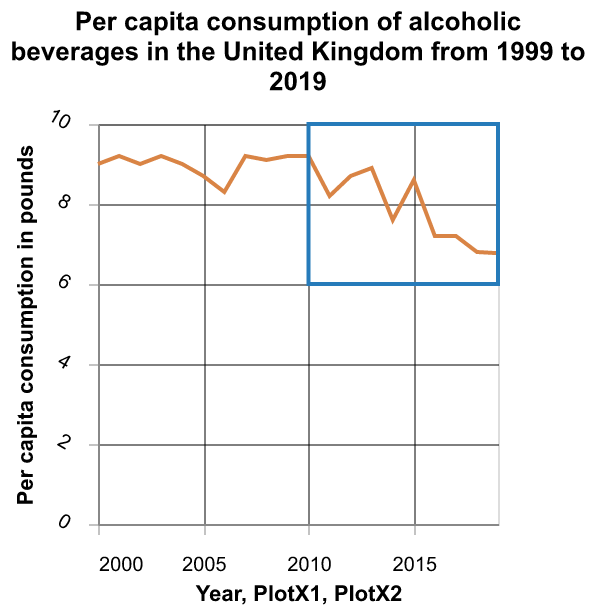 Per capita consumption of alcoholic
beverages in the United Kingdom from 1999 to
2019
Per capita consumption in pounds
10
8
6
4
2
0
2000 2005 2010 2015
Year, PlotX1, PlotX2